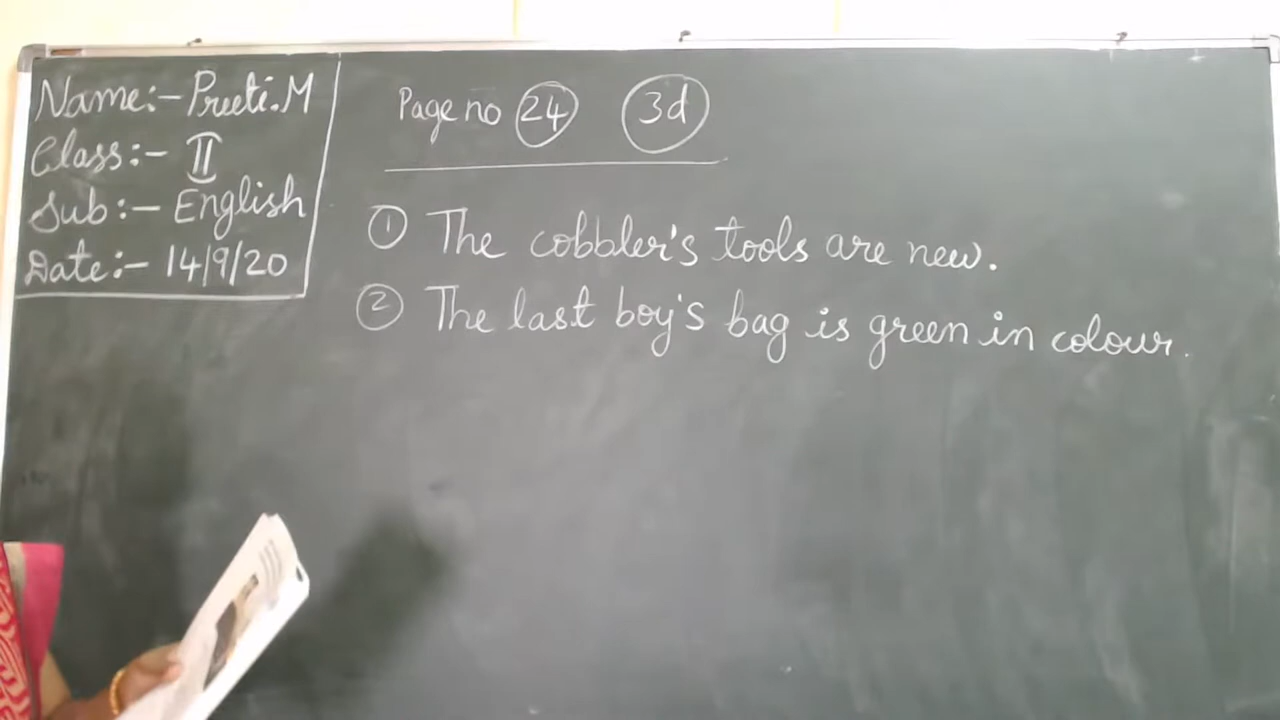 Name:- Preeti.M
Class:- II
Sub:- English
Date:- 14/9/20
Page no 24 3d
1 The cobbler's tools are new.
2 The last boy's bag is green in colour.